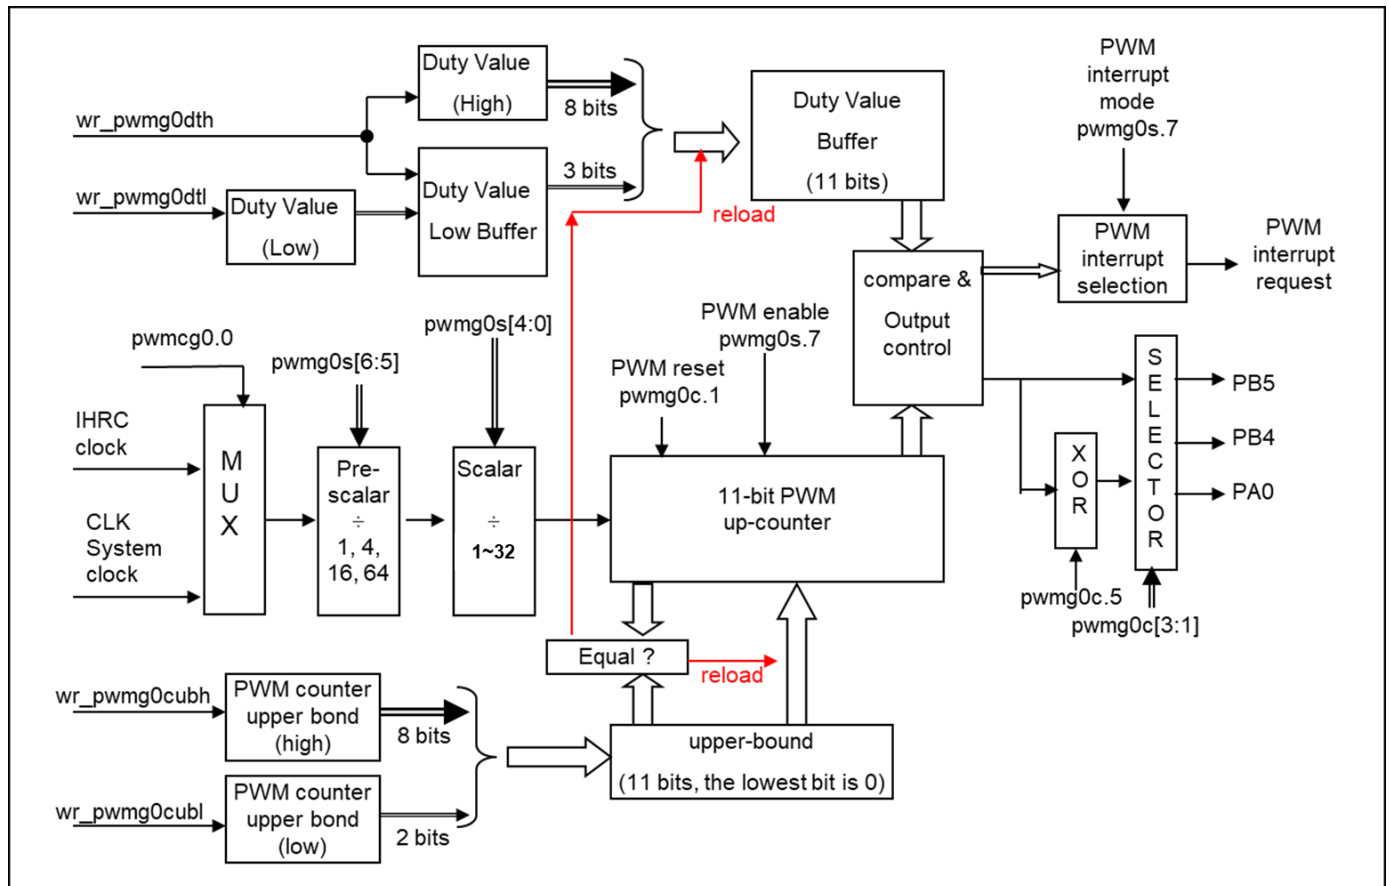 Duty Value
(High)
8 bits
wr_pwmg0dth
Duty Value
Low Buffer
3 bits
wr_pwmg0dtl
Duty Value
(Low)
reload
Duty Value
Buffer
(11 bits)
PWM
interrupt
mode
pwmg0s.7
PWM
interrupt
selection
PWM
interrupt
request
compare &
Output
control
pwmcg0.0
pwmg0s[6:5]
pwmg0s[4:0]
PWM reset
pwmg0c.1
PWM enable
pwmg0s.7
IHRC
clock
CLK
System
clock
M
U
X
Pre-
scalar
÷
1, 4,
16, 64
Scalar
÷
1~32
11-bit PWM
up-counter
X
O
R
S
E
L
E
C
T
O
R
PB5
PB4
PA0
pwmg0c.5
pwmg0c[3:1]
Equal ?
reload
wr_pwmg0cubh
PWM counter
upper bond
(high)
8 bits
wr_pwmg0cubl
PWM counter
upper bond
(low)
2 bits
upper-bound
(11 bits, the lowest bit is 0)